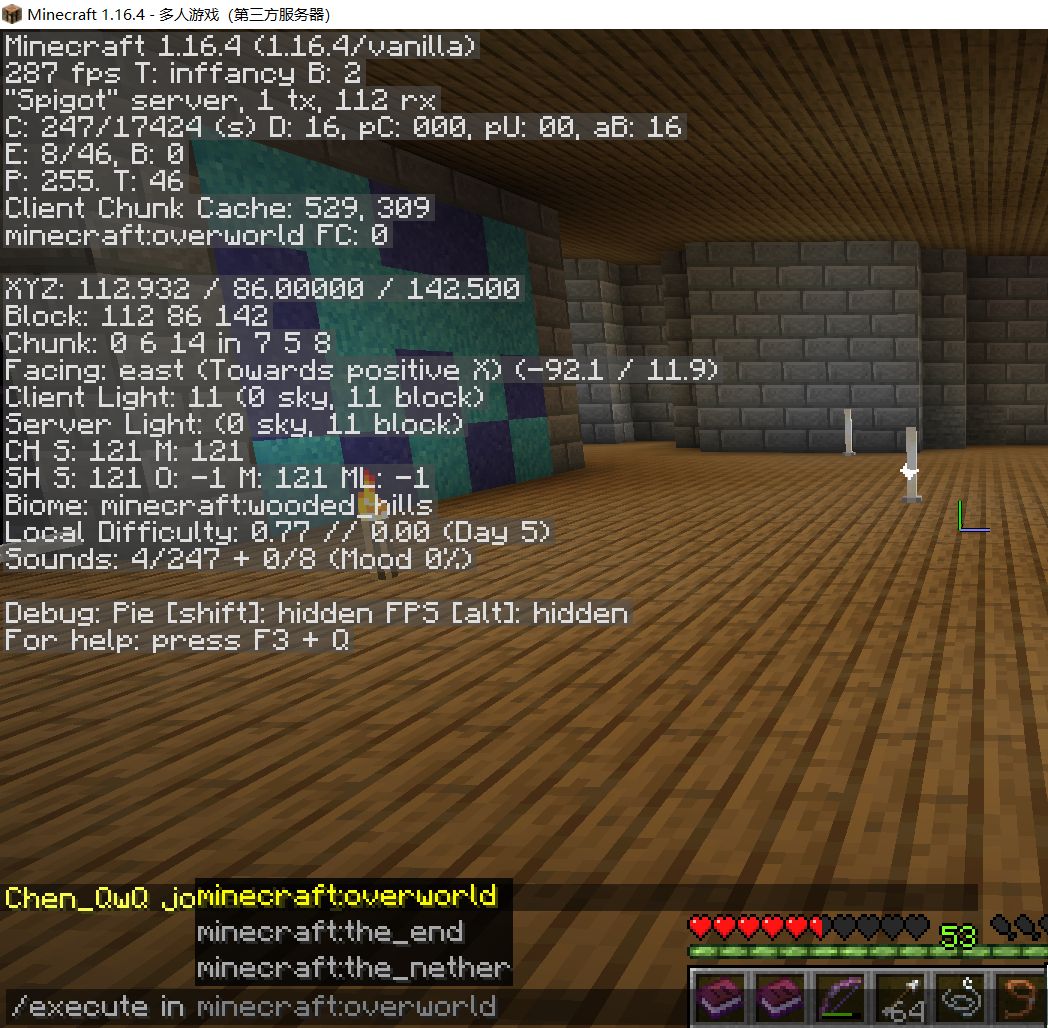 Minecraft 1.16.4 - 多人游戏（第三方服务器）
Minecraft 1.16.4 (1.16.4/vanilla)
287 fps T: inffancy B: 2
"Spigot" server, 1 tx, 112 rx
C: 247/17424 (s) D: 16, pC: 000, pU: 00, aB: 16
E: 8/46, B: 0
P: 255. T: 46
Client Chunk Cache: 529, 309
minecraft:overworld FC: 0
XYZ: 112.932 / 86.00000 / 142.500
Block: 112 86 142
Chunk: 0 6 14 in 7 5 8
Facing: east (Towards positive X) (-92.1 / 11.9)
Client Light: 11 (0 sky, 11 block)
Server Light: (0 sky, 11 block)
CH S: 121 M: 121
SH S: 121 O: -1 M: 121 ML: -1
Biome: minecraft:wooded_hills
Local Difficulty: 0.77 // 0.00 (Day 5)
Sounds: 4/247 + 0/8 (Mood 0%)
Debug: Pie [shift]: hidden FPS [alt]: hidden
For help: press F3 + Q
Chen_QwQ jo
minecraft:overworld
minecraft:the_end
minecraft:the_nether
/execute in minecraft:overworld
53
64